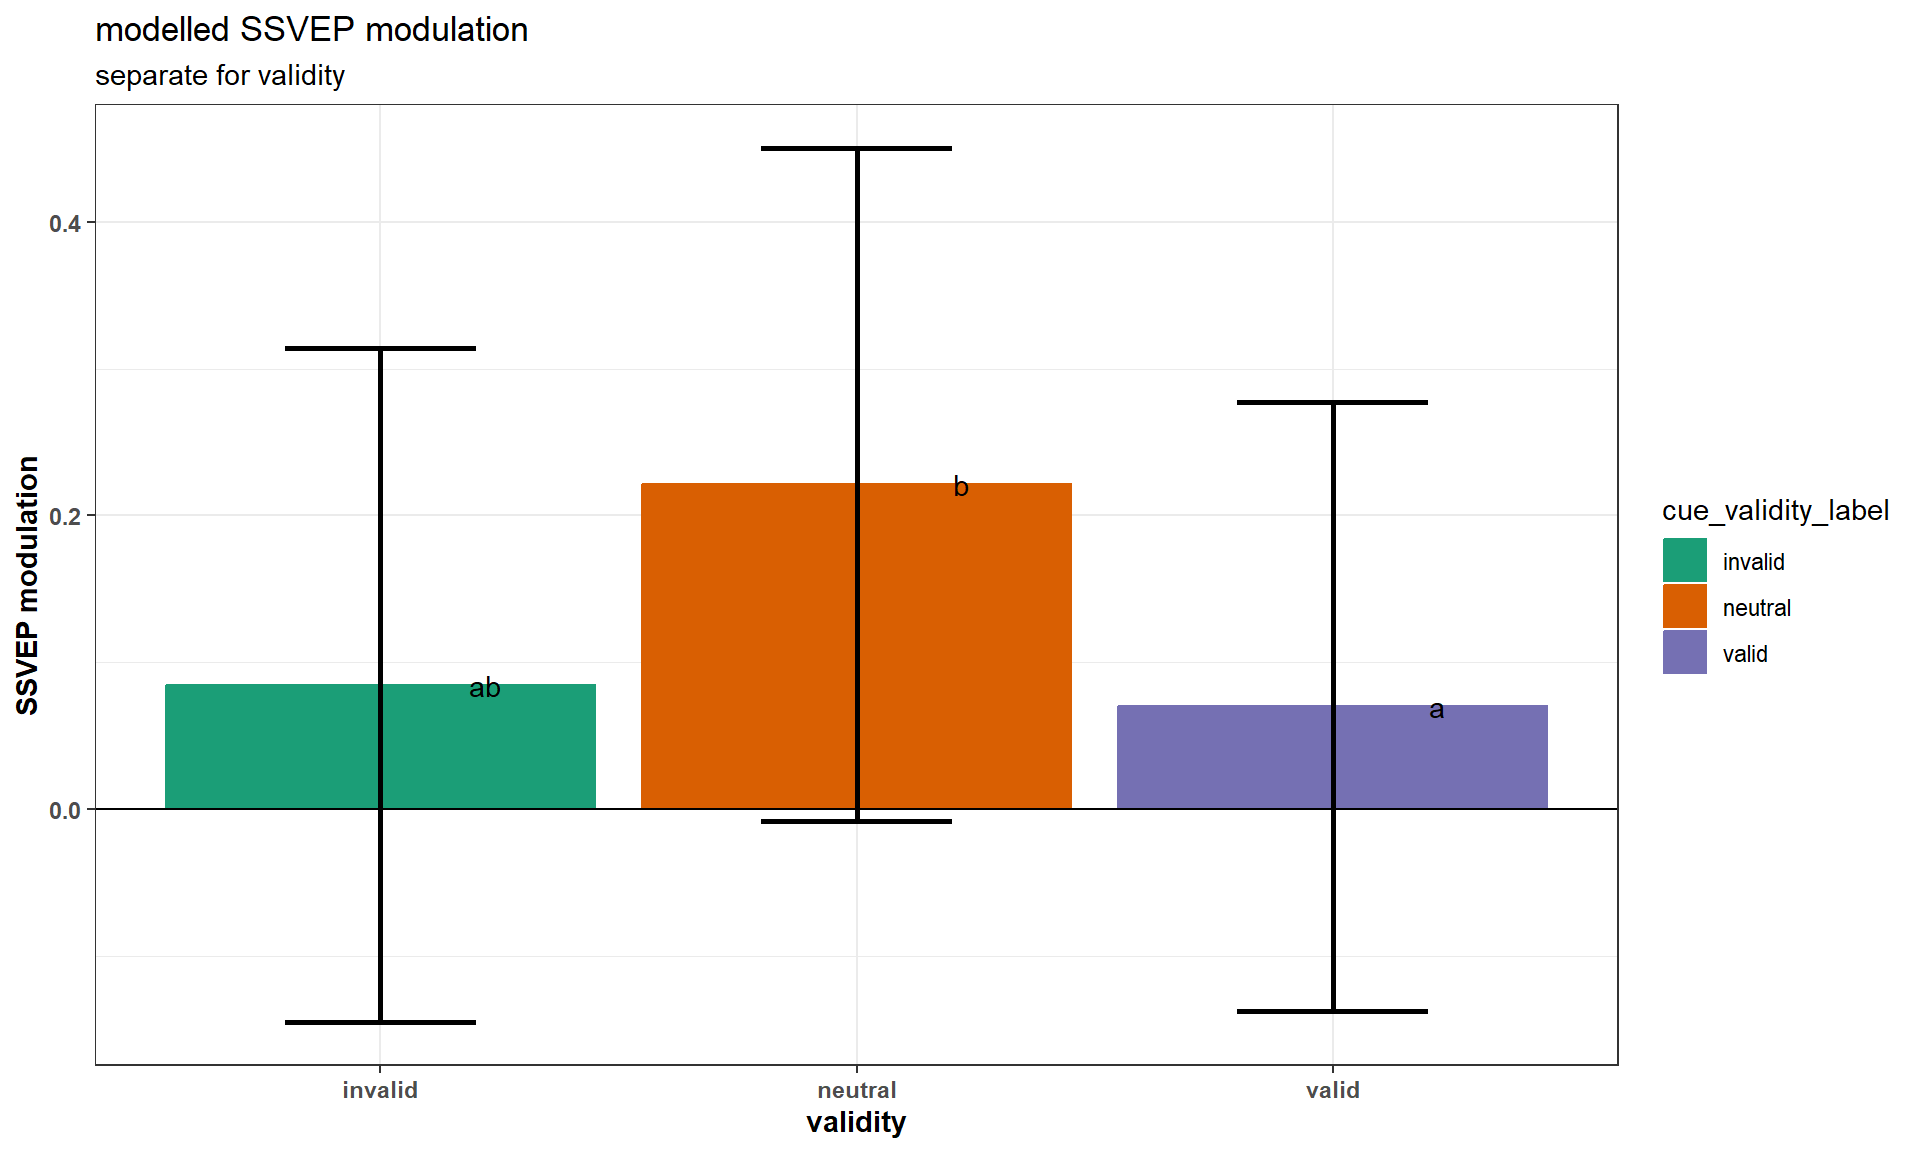 modelled SSVEP modulation
separate for validity
SSVEP modulation
0.4
0.2
0.0
ab
b
a
invalid
neutral
valid
validity
cue_validity_label
invalid
neutral
valid